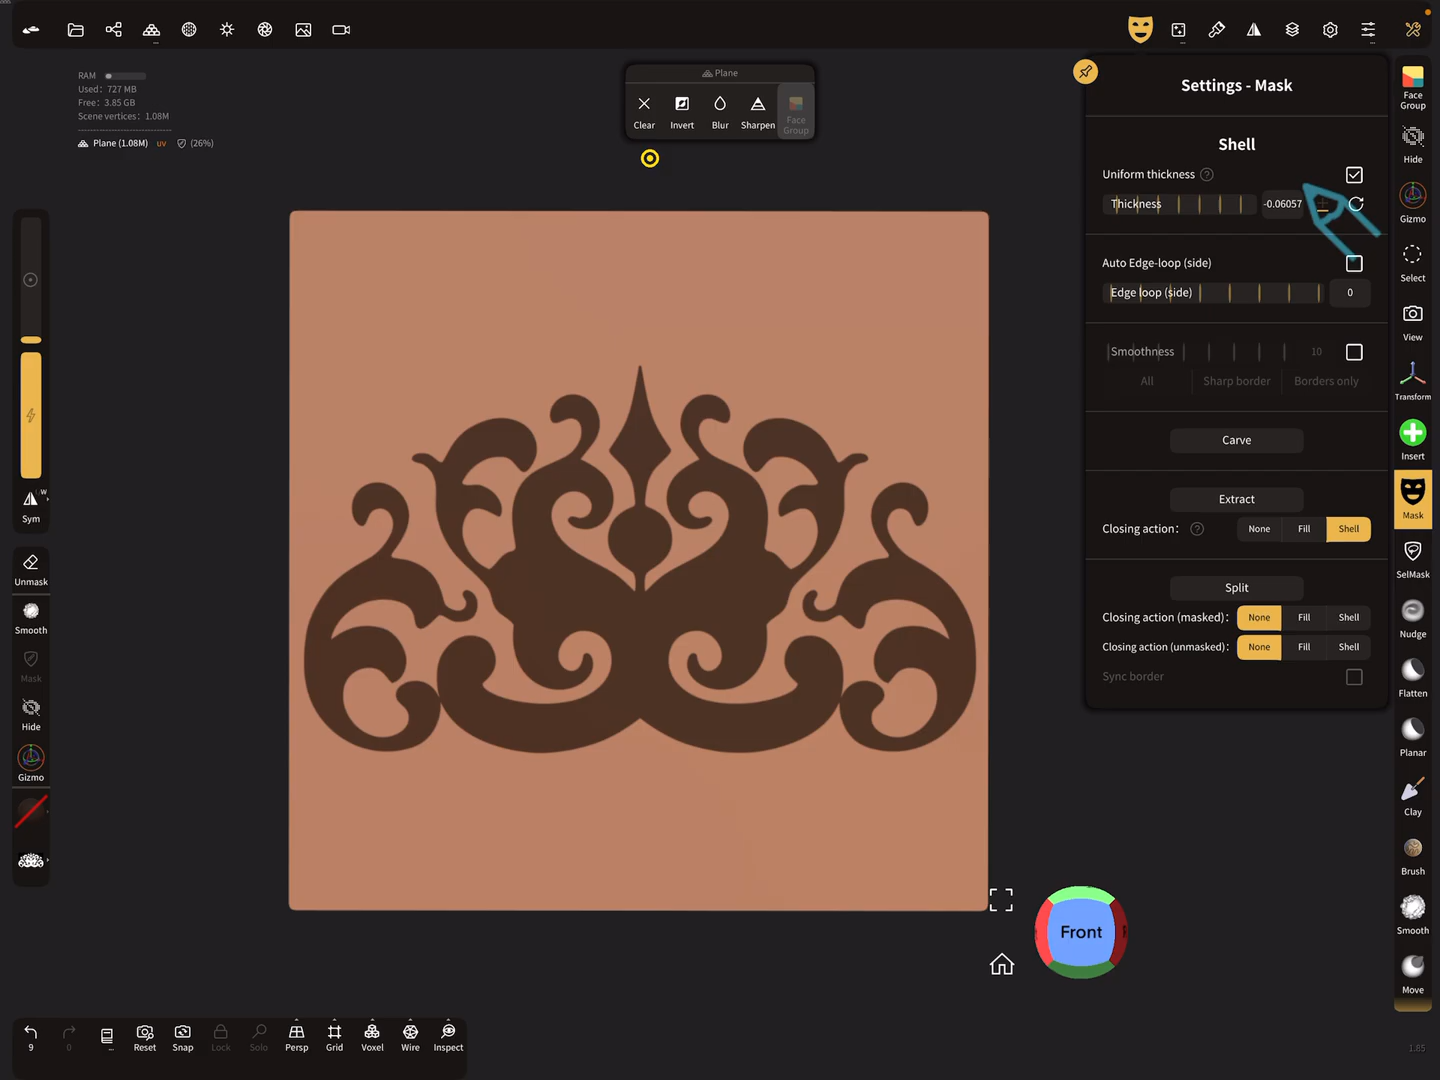 RAM
Used: 727 MB
Free: 3.85 GB
Scene vertices: 1.08M
Plane (1.08M) uv (26%)
Plane
Clear Invert Blur Sharpen Face Group
Settings - Mask
Shell
Uniform thickness ?
Thickness -0.06057 ±
Auto Edge-loop (side)
Edge loop (side) 0
Smoothness 10
All Sharp border Borders only
Carve
Extract
Closing action: ? None Fill Shell
Split
Closing action (masked): None Fill Shell
Closing action (unmasked): None Fill Shell
Sync border
Face Group
Hide
Gizmo
Select
View
Transform
Insert
Mask
SelMask
Nudge
Flatten
Planar
Clay
Brush
Smooth
Move
W
Sym
Unmask
Smooth
Mask
Hide
Gizmo
Front
9 0 ... Reset Snap Lock Solo Persp Grid Voxel Wire Inspect
1.85